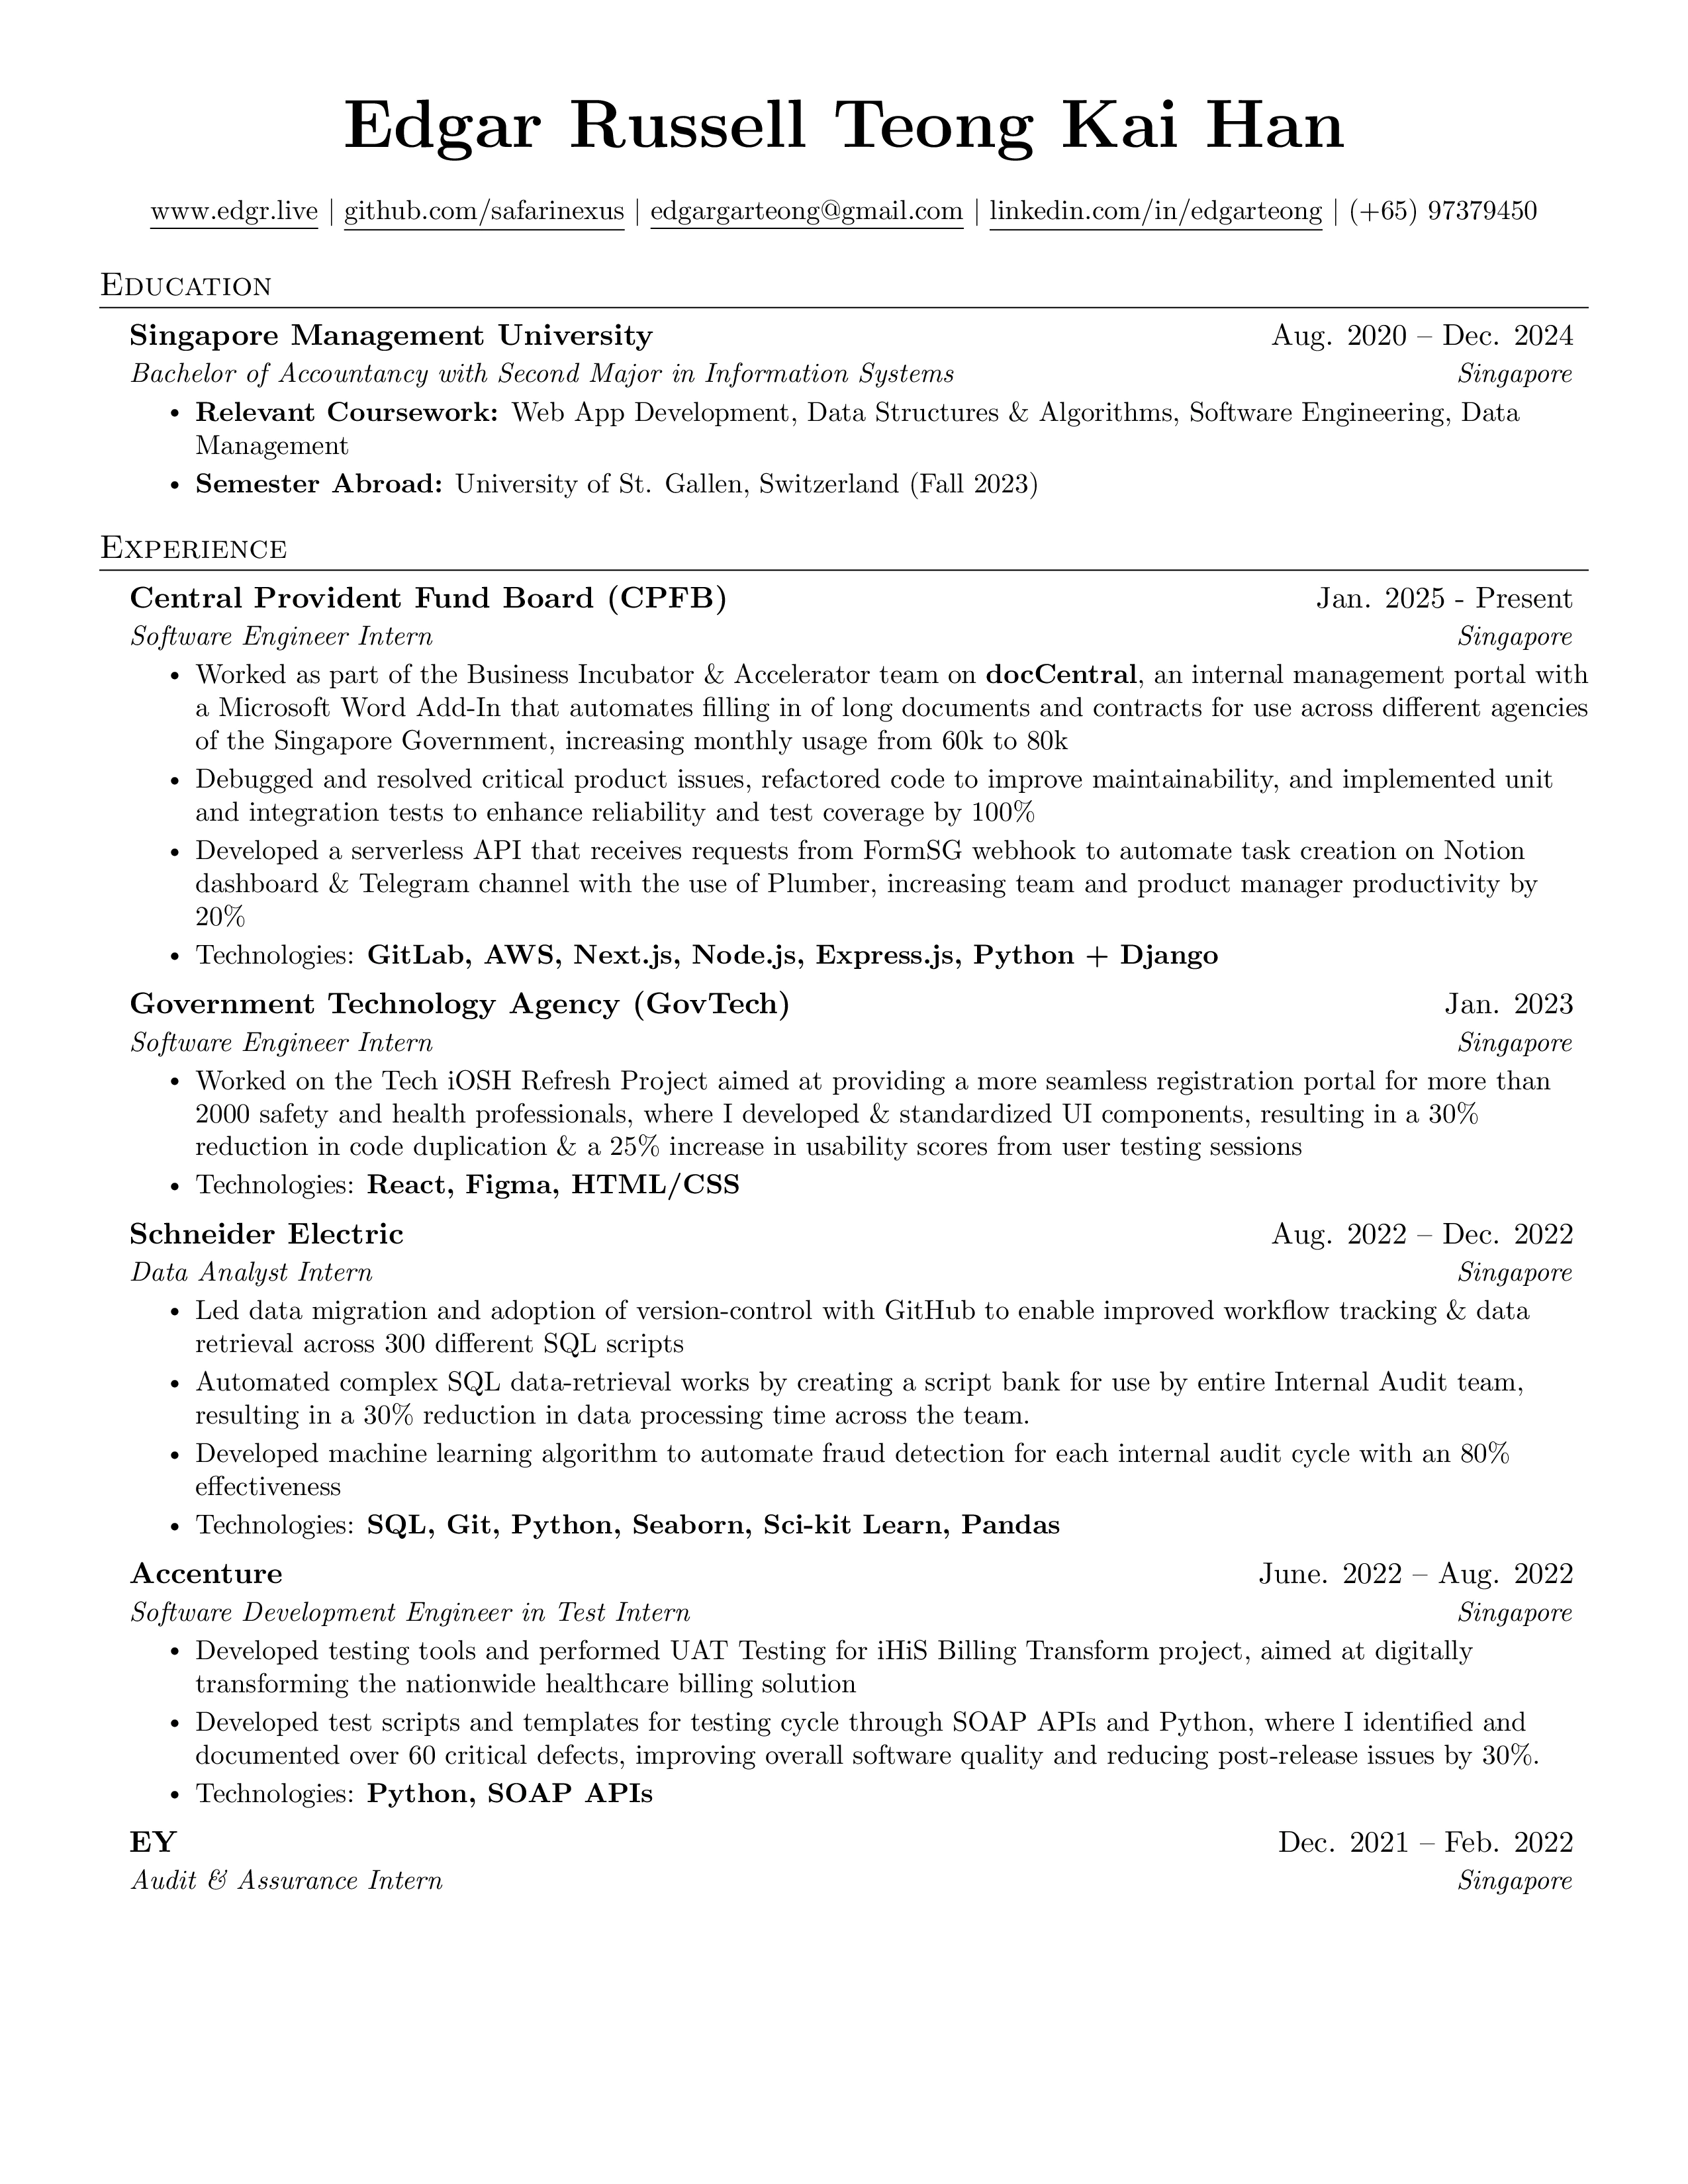 Edgar Russell Teong Kai Han
www.edgr.live | github.com/safarinexus | edgargarteong@gmail.com | linkedin.com/in/edgarteong | (+65) 97379450
Education
Singapore Management University Aug. 2020 – Dec. 2024
Bachelor of Accountancy with Second Major in Information Systems Singapore
• Relevant Coursework: Web App Development, Data Structures & Algorithms, Software Engineering, Data
Management
• Semester Abroad: University of St. Gallen, Switzerland (Fall 2023)
Experience
Central Provident Fund Board (CPFB) Jan. 2025 - Present
Software Engineer Intern Singapore
• Worked as part of the Business Incubator & Accelerator team on docCentral, an internal management portal with
a Microsoft Word Add-In that automates filling in of long documents and contracts for use across different agencies
of the Singapore Government, increasing monthly usage from 60k to 80k
• Debugged and resolved critical product issues, refactored code to improve maintainability, and implemented unit
and integration tests to enhance reliability and test coverage by 100%
• Developed a serverless API that receives requests from FormSG webhook to automate task creation on Notion
dashboard & Telegram channel with the use of Plumber, increasing team and product manager productivity by
20%
• Technologies: GitLab, AWS, Next.js, Node.js, Express.js, Python + Django
Government Technology Agency (GovTech) Jan. 2023
Software Engineer Intern Singapore
• Worked on the Tech iOSH Refresh Project aimed at providing a more seamless registration portal for more than
2000 safety and health professionals, where I developed & standardized UI components, resulting in a 30%
reduction in code duplication & a 25% increase in usability scores from user testing sessions
• Technologies: React, Figma, HTML/CSS
Schneider Electric Aug. 2022 – Dec. 2022
Data Analyst Intern Singapore
• Led data migration and adoption of version-control with GitHub to enable improved workflow tracking & data
retrieval across 300 different SQL scripts
• Automated complex SQL data-retrieval works by creating a script bank for use by entire Internal Audit team,
resulting in a 30% reduction in data processing time across the team.
• Developed machine learning algorithm to automate fraud detection for each internal audit cycle with an 80%
effectiveness
• Technologies: SQL, Git, Python, Seaborn, Sci-kit Learn, Pandas
Accenture June. 2022 – Aug. 2022
Software Development Engineer in Test Intern Singapore
• Developed testing tools and performed UAT Testing for iHiS Billing Transform project, aimed at digitally
transforming the nationwide healthcare billing solution
• Developed test scripts and templates for testing cycle through SOAP APIs and Python, where I identified and
documented over 60 critical defects, improving overall software quality and reducing post-release issues by 30%.
• Technologies: Python, SOAP APIs
EY Dec. 2021 – Feb. 2022
Audit & Assurance Intern Singapore